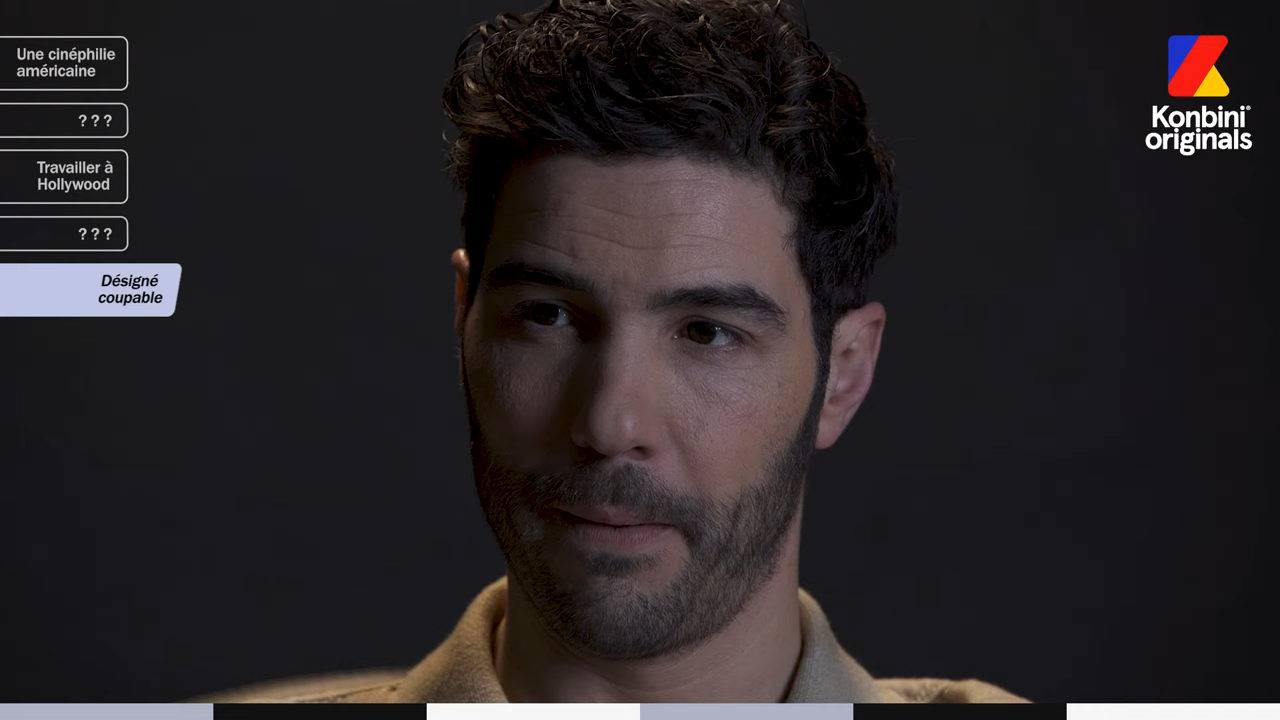 Une cinéphilie
américaine
???
Travailler à
Hollywood
???
Désigné
coupable
Konbini®
originals